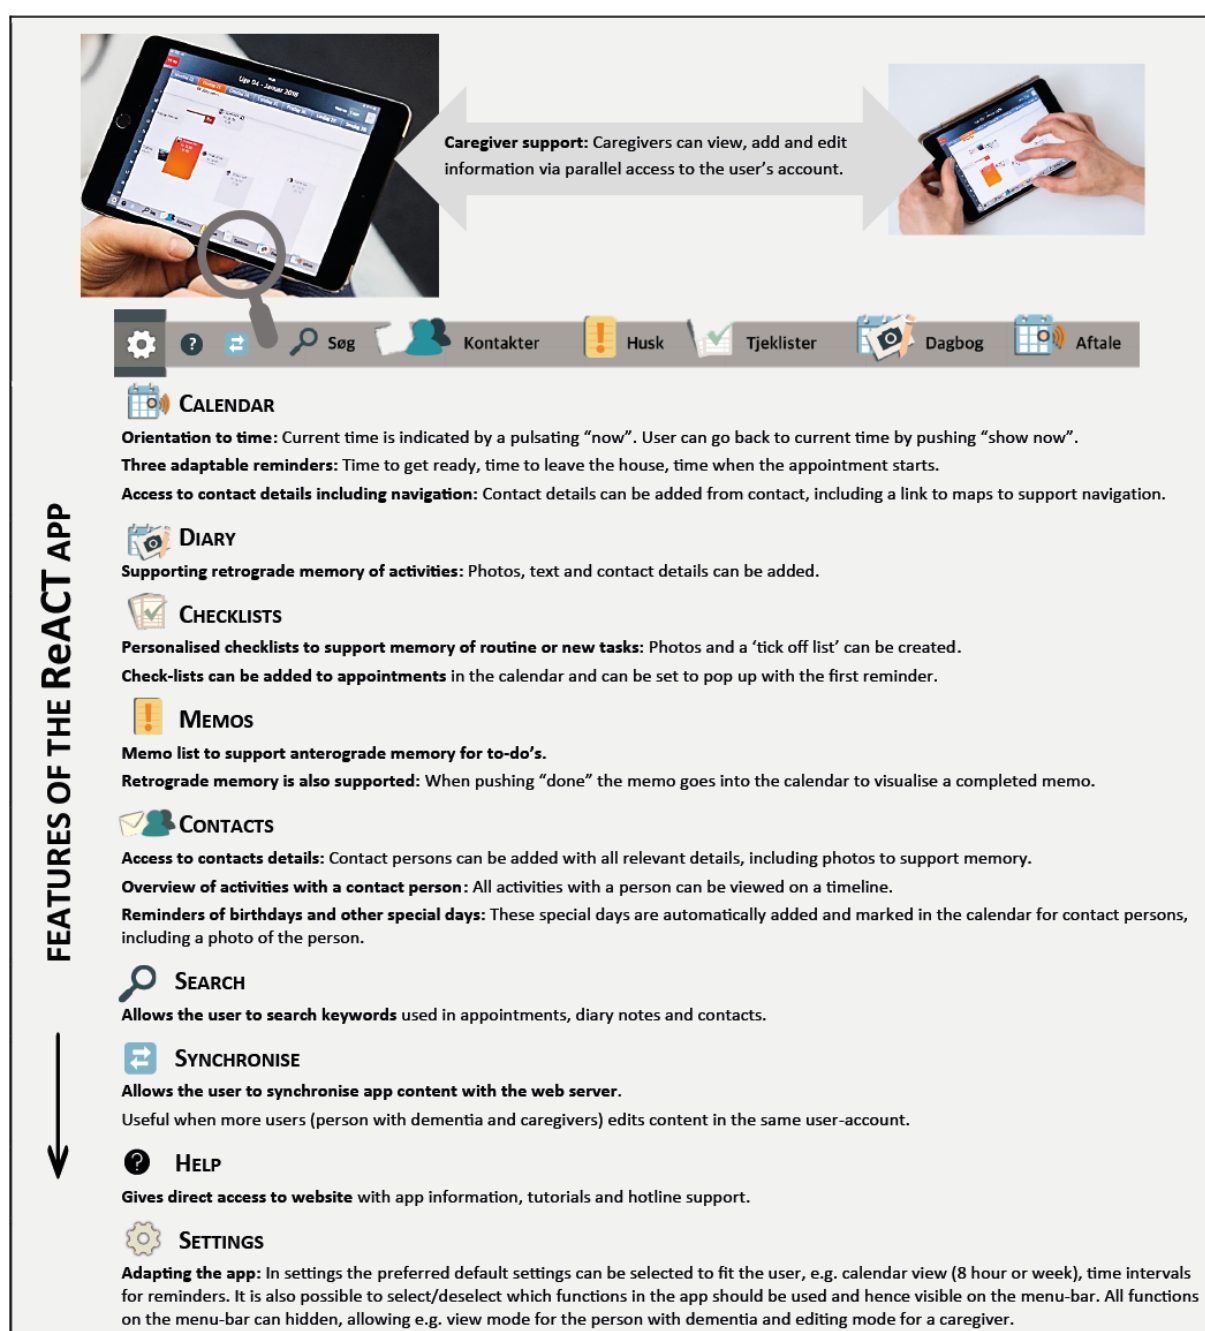 Uge 04 - Januar 2018
Caregiver support: Caregivers can view, add and edit
information via parallel access to the user's account.
Søg
Kontakter
Husk
Tjeklister
Dagbog
Aftale
FEATURES OF THE ReACT APP
CALENDAR
Orientation to time: Current time is indicated by a pulsating “now”. User can go back to current time by pushing “show now”.
Three adaptable reminders: Time to get ready, time to leave the house, time when the appointment starts.
Access to contact details including navigation: Contact details can be added from contact, including a link to maps to support navigation.
DIARY
Supporting retrograde memory of activities: Photos, text and contact details can be added.
CHECKLISTS
Personalised checklists to support memory of routine or new tasks: Photos and a ‘tick off list’ can be created.
Check-lists can be added to appointments in the calendar and can be set to pop up with the first reminder.
MEMOS
Memo list to support anterograde memory for to-do’s.
Retrograde memory is also supported: When pushing “done” the memo goes into the calendar to visualise a completed memo.
CONTACTS
Access to contacts details: Contact persons can be added with all relevant details, including photos to support memory.
Overview of activities with a contact person: All activities with a person can be viewed on a timeline.
Reminders of birthdays and other special days: These special days are automatically added and marked in the calendar for contact persons,
including a photo of the person.
SEARCH
Allows the user to search keywords used in appointments, diary notes and contacts.
SYNCHRONISE
Allows the user to synchronise app content with the web server.
Useful when more users (person with dementia and caregivers) edits content in the same user-account.
HELP
Gives direct access to website with app information, tutorials and hotline support.
SETTINGS
Adapting the app: In settings the preferred default settings can be selected to fit the user, e.g. calendar view (8 hour or week), time intervals
for reminders. It is also possible to select/deselect which functions in the app should be used and hence visible on the menu-bar. All functions
on the menu-bar can hidden, allowing e.g. view mode for the person with dementia and editing mode for a caregiver.